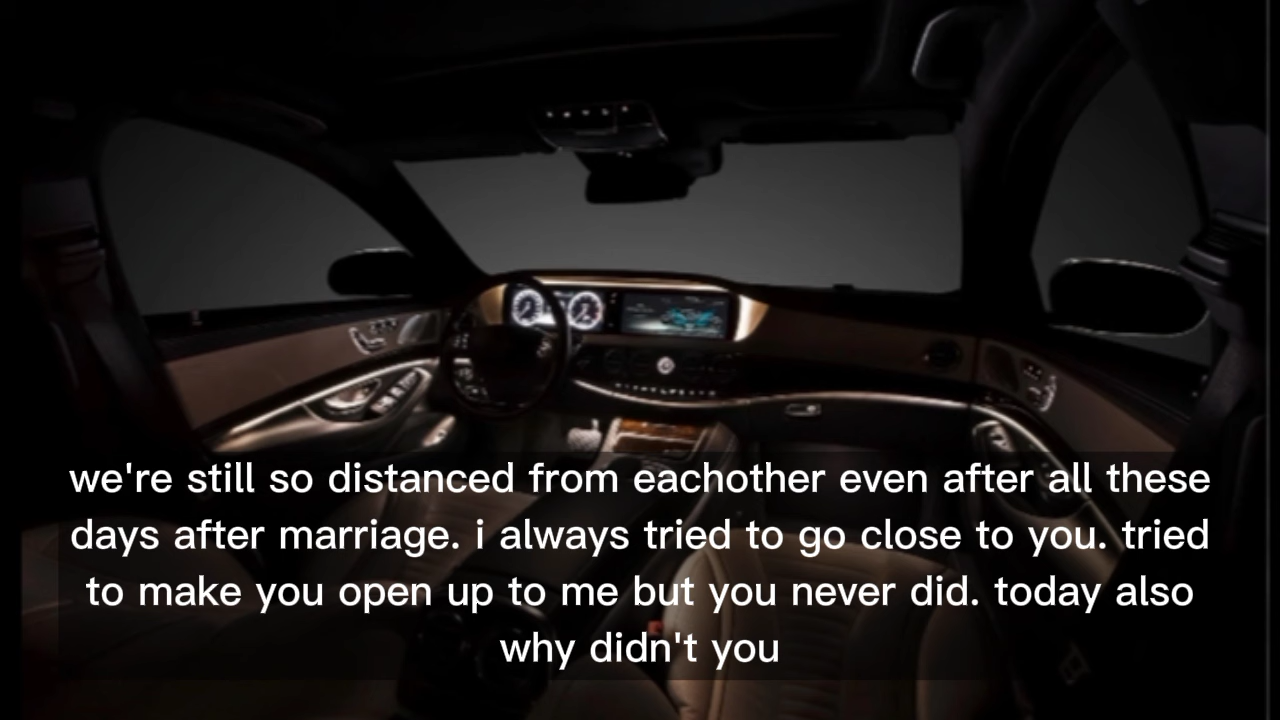 we're still so distanced from eachother even after all these
days after marriage. i always tried to go close to you. tried
to make you open up to me but you never did. today also
why didn't you